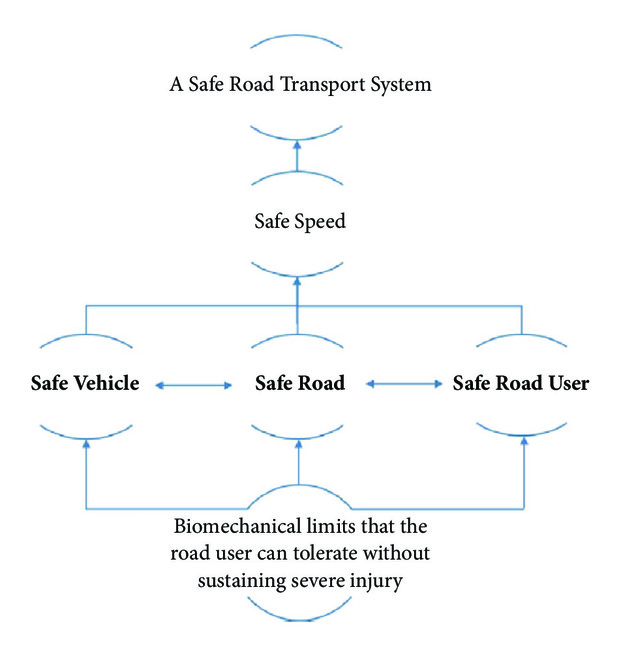 A Safe Road Transport System
Safe Speed
Safe Vehicle
Safe Road
Safe Road User
Biomechanical limits that the
road user can tolerate without
sustaining severe injury